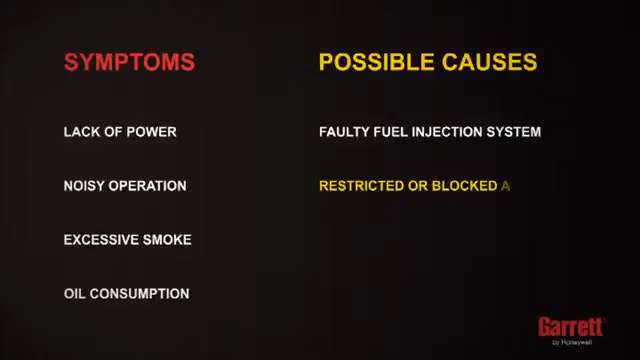 SYMPTOMS
POSSIBLE CAUSES
LACK OF POWER
FAULTY FUEL INJECTION SYSTEM
NOISY OPERATION
RESTRICTED OR BLOCKED A
EXCESSIVE SMOKE
OIL CONSUMPTION
Garrett
by Honeywell